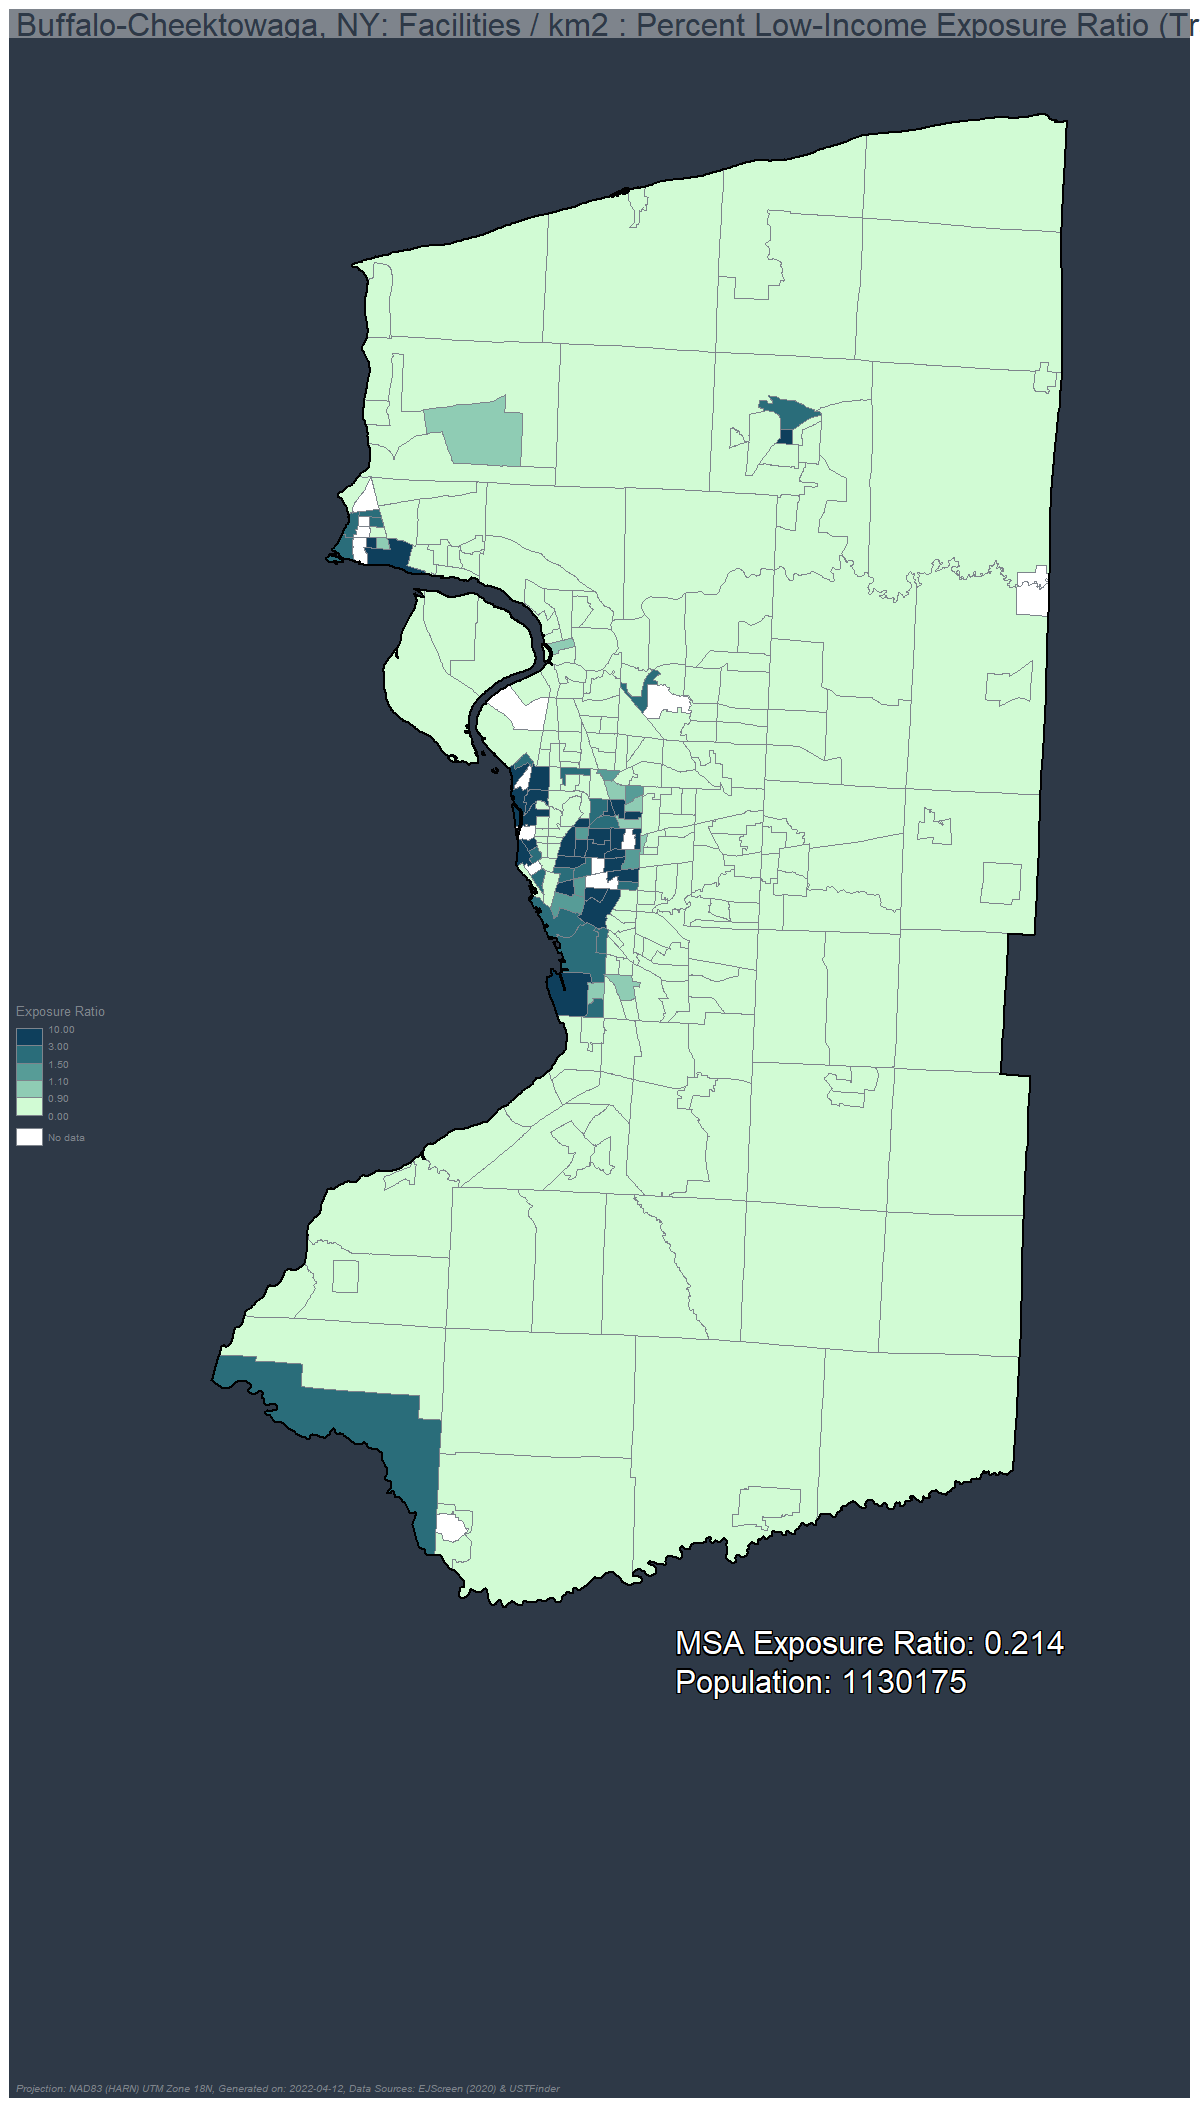 Buffalo-Cheektowaga, NY: Facilities / km2 : Percent Low-Income Exposure Ratio (Tr
Exposure Ratio
10.00
3.00
1.50
1.10
0.90
0.00
No data
MSA Exposure Ratio: 0.214
Population: 1130175
Projection: NAD83 (HARN) UTM Zone 18N, Generated on: 2022-04-12, Data Sources: EJScreen (2020) & USTFinder